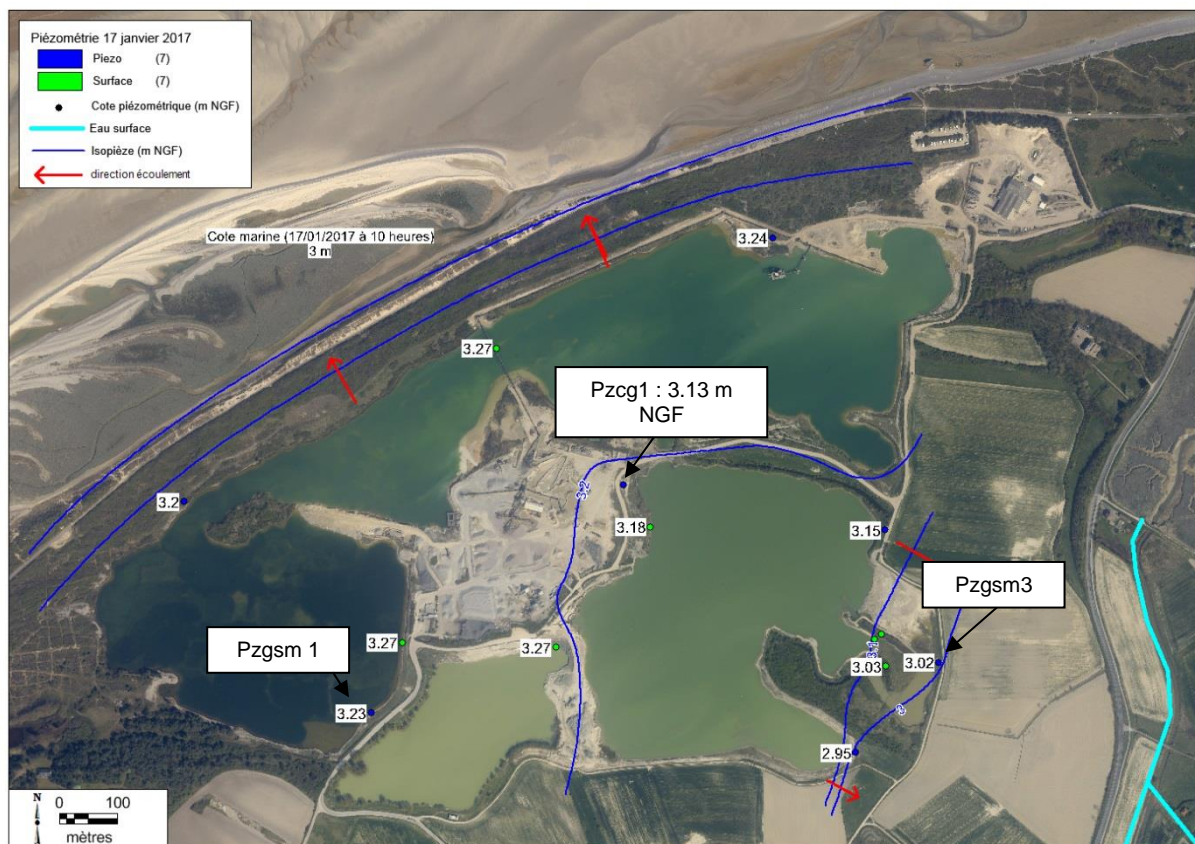 Piézométrie 17 janvier 2017
Piezo (7)
Surface (7)
Cote piézométrique (m NGF)
Eau surface
Isopièze (m NGF)
direction écoulement
Cote marine (17/01/2017 à 10 heures)
3 m
3.24
3.27
Pzcg1 : 3.13 m
NGF
3.2
3.2
3.18
3.15
Pzgsm3
Pzgsm 1
3.27
3.27
3.1
3.03
3.02
3.23
3
2.95
N
0 100
mètres